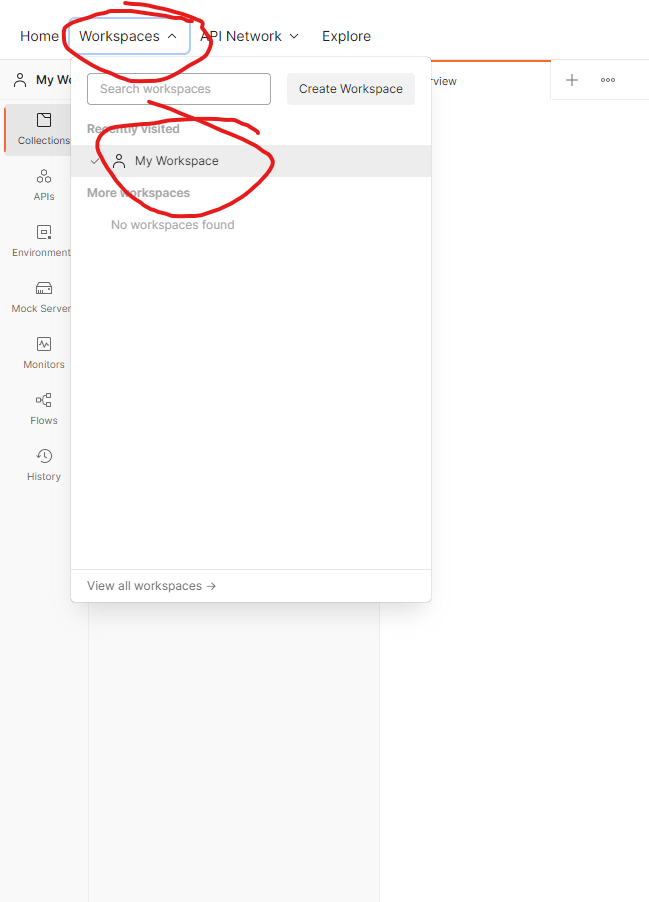 Home Workspaces API Network Explore
My Wo
Search workspaces Create Workspace
rview
Recently visited
Collections
My Workspace
More workspaces
APIs
No workspaces found
Environment
Mock Server
Monitors
Flows
History
View all workspaces →